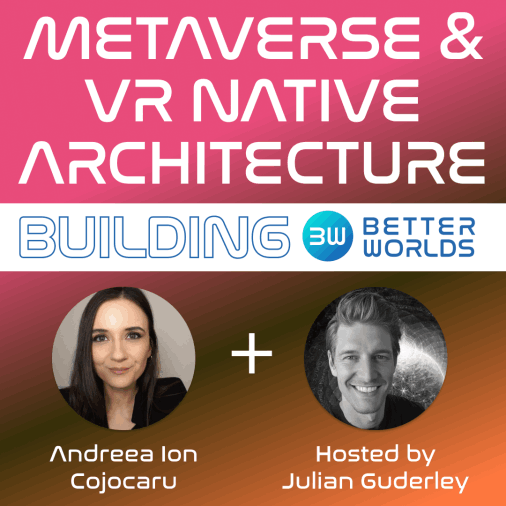 METAVERSE &
VR NATIVE
ARCHITECTURE
BUILDING BW BETTER
WORLDS
+
Andreea Ion
Cojocaru
Hosted by
Julian Guderley